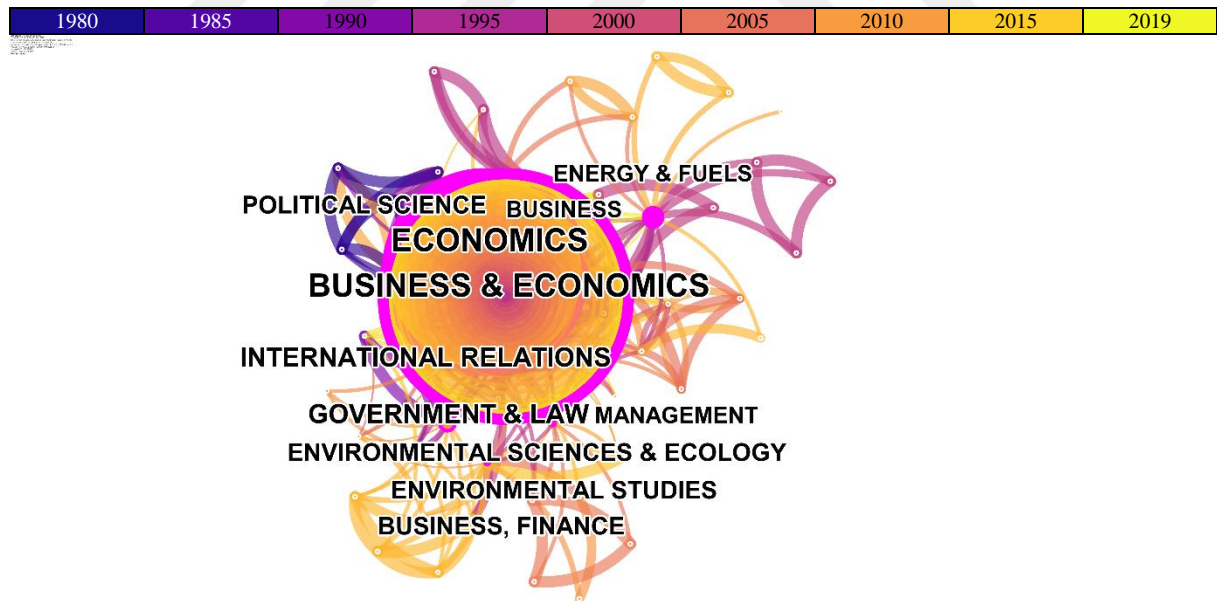 1980 1985 1990 1995 2000 2005 2010 2015 2019
ENERGY & FUELS
POLITICAL SCIENCE BUSINESS
ECONOMICS
BUSINESS & ECONOMICS
INTERNATIONAL RELATIONS
GOVERNMENT & LAW MANAGEMENT
ENVIRONMENTAL SCIENCES & ECOLOGY
ENVIRONMENTAL STUDIES
BUSINESS, FINANCE